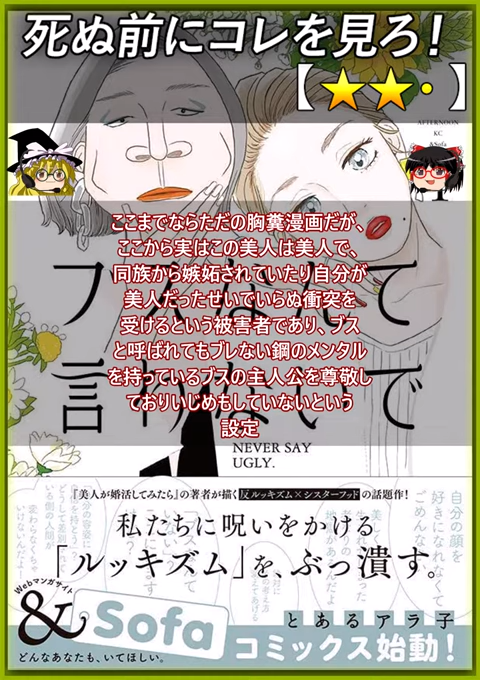 死ぬ前にコレを見ろ！
【★★・】
AFTERNOON
KC
&Sofa
ここまでならただの胸糞漫画だが、
ここから実はこの美人は美人で、
同族から嫉妬されていたり自分が
美人だったせいでいらぬ衝突を
受けるという被害者であり、ブス
と呼ばれてもブレない鋼のメンタル
を持っているブスの主人公を尊敬し
ておりいじめもしていないという
設定
ブスなんて
言わないで
NEVER SAY
UGLY.
『美人が婚活してみたら』の著者が描く反ルッキズム×シスターフッドの話題作！
私たちに呪いをかける
「ルッキズム」を、ぶっ潰す。
自分の顔を
好きになれなくて
ごめんなさい
Webマンガサイト
&Sofa
とあるアラ子
コミックス始動！
どんなあなたも、いてほしい。